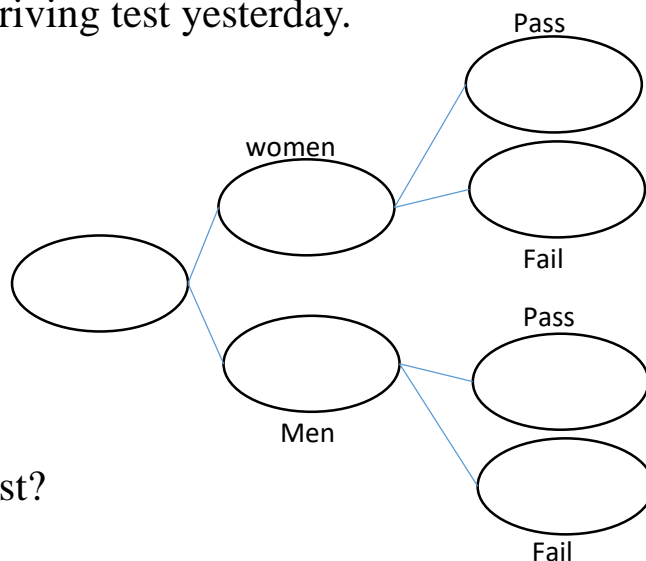 riving test yesterday.
Pass
women
Fail
Pass
Men
st?
Fail